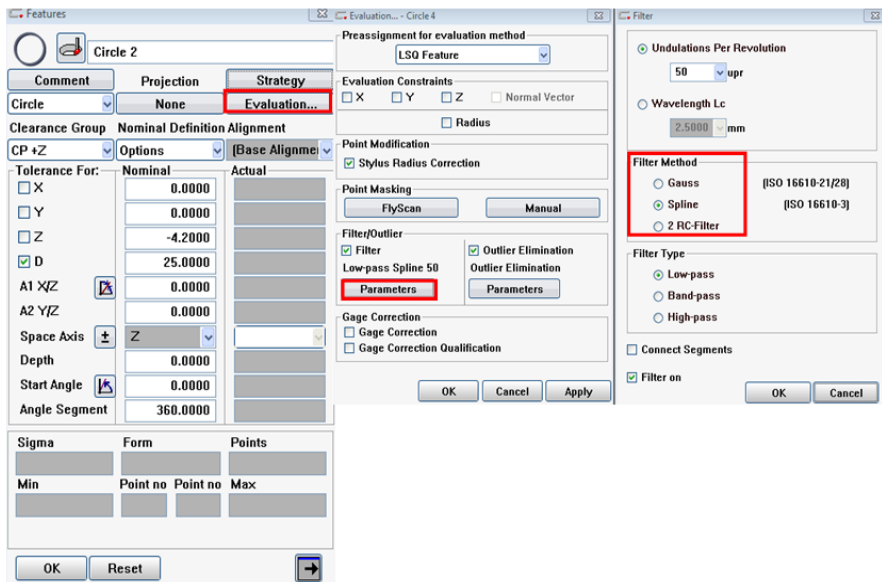 Features
Circle 2
Comment Projection Strategy
Circle None Evaluation...
Clearance Group Nominal Definition Alignment
CP +Z Options (Base Alignme
Tolerance For: Nominal Actual
X 0.0000
Y 0.0000
Z -4.2000
D 25.0000
A1 X/Z 0.0000
A2 Y/Z 0.0000
Space Axis ± Z
Depth 0.0000
Start Angle 0.0000
Angle Segment 360.0000
Sigma Form Points
Min Point no Point no Max
OK Reset
Evaluation... - Circle 4
Preassignment for evaluation method
LSQ Feature
Evaluation Constraints
X Y Z Normal Vector
Radius
Point Modification
Stylus Radius Correction
Point Masking
FlyScan Manual
Filter/Outlier
Filter Outlier Elimination
Low-pass Spline 50 Outlier Elimination
Parameters Parameters
Gage Correction
Gage Correction
Gage Correction Qualification
OK Cancel Apply
Filter
Undulations Per Revolution
50 upr
Wavelength Lc
2.5000 mm
Filter Method
Gauss (ISO 16610-21/28)
Spline (ISO 16610-3)
2 RC-Filter
Filter Type
Low-pass
Band-pass
High-pass
Connect Segments
Filter on
OK Cancel